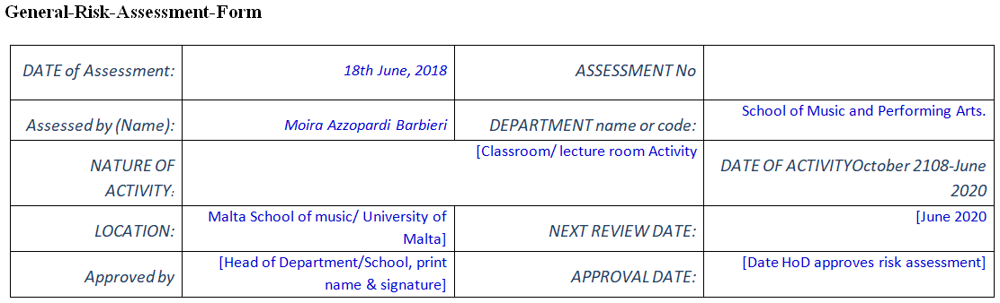 General-Risk-Assessment-Form
DATE of Assessment:
18th June, 2018
ASSESSMENT No
Assessed by (Name):
Moira Azzopardi Barbieri
DEPARTMENT name or code:
School of Music and Performing Arts.
NATURE OF
ACTIVITY:
[Classroom/ lecture room Activity
DATE OF ACTIVITYOctober 2108-June
2020
LOCATION:
Malta School of music/ University of
Malta]
NEXT REVIEW DATE:
[June 2020
Approved by
[Head of Department/School, print
name & signature]
APPROVAL DATE:
[Date HoD approves risk assessment]